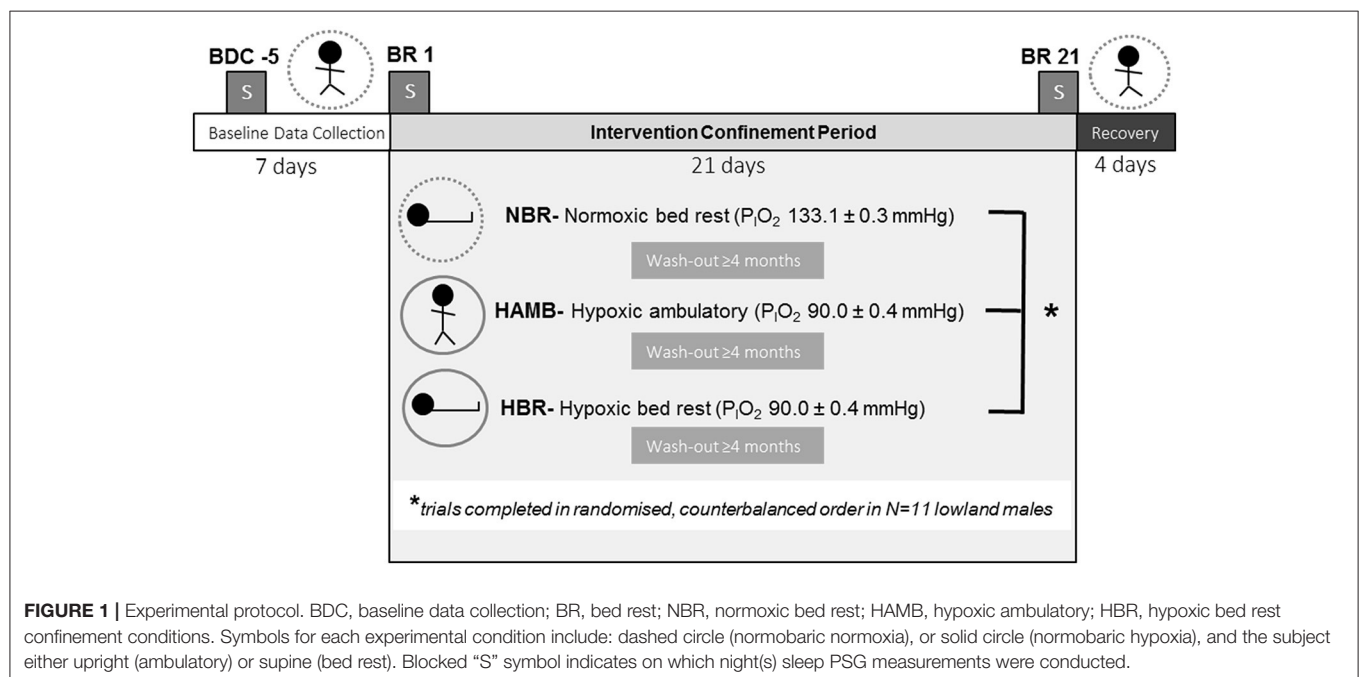 BDC -5
BR 1
BR 21
S
S
S
Baseline Data Collection
Intervention Confinement Period
Recovery
7 days
21 days
4 days
NBR- Normoxic bed rest (PIO2 133.1 ± 0.3 mmHg)
Wash-out ≥4 months
HAMB- Hypoxic ambulatory (PIO2 90.0 ± 0.4 mmHg)
*
Wash-out ≥4 months
HBR- Hypoxic bed rest (PIO2 90.0 ± 0.4 mmHg)
Wash-out ≥4 months
*trials completed in randomised, counterbalanced order in N=11 lowland males
FIGURE 1 | Experimental protocol. BDC, baseline data collection; BR, bed rest; NBR, normoxic bed rest; HAMB, hypoxic ambulatory; HBR, hypoxic bed rest
confinement conditions. Symbols for each experimental condition include: dashed circle (normobaric normoxia), or solid circle (normobaric hypoxia), and the subject
either upright (ambulatory) or supine (bed rest). Blocked “S” symbol indicates on which night(s) sleep PSG measurements were conducted.